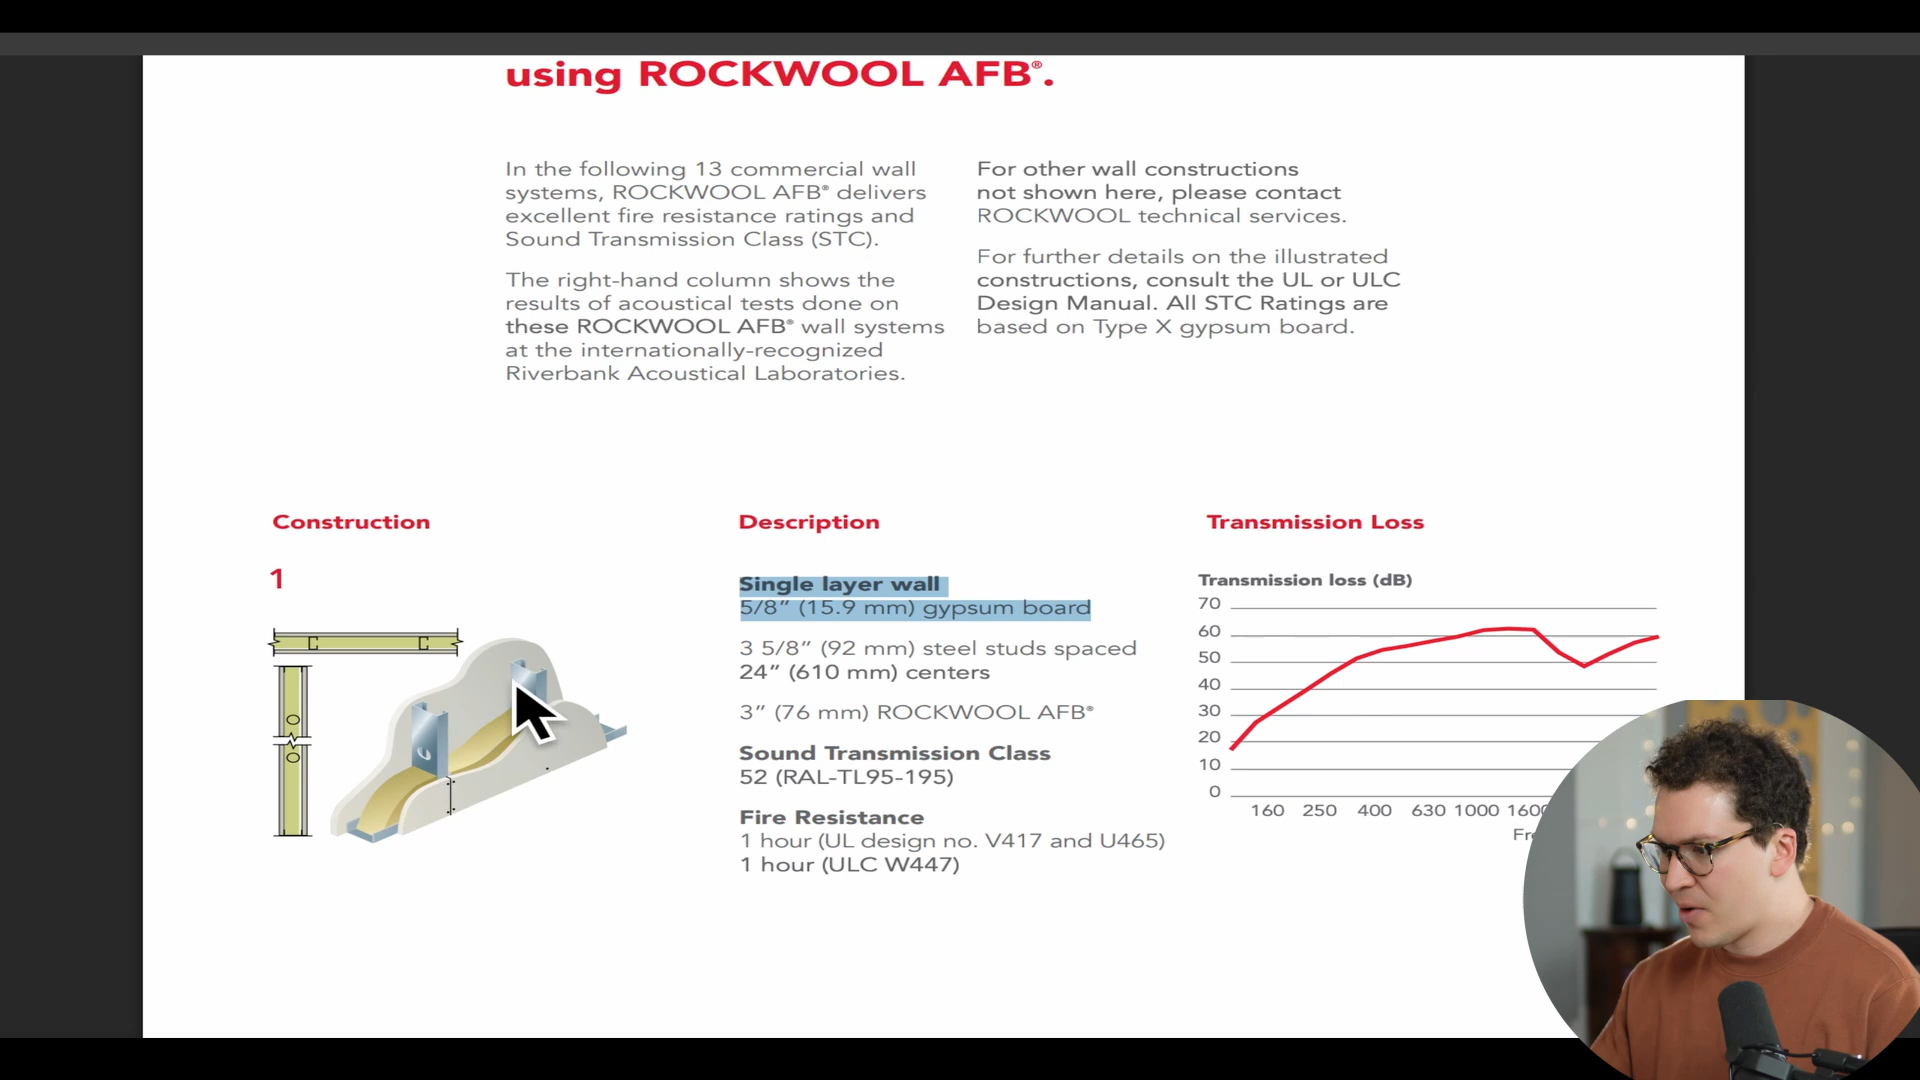 using ROCKWOOL AFB®.
In the following 13 commercial wall
systems, ROCKWOOL AFB® delivers
excellent fire resistance ratings and
Sound Transmission Class (STC).
The right-hand column shows the
results of acoustical tests done on
these ROCKWOOL AFB® wall systems
at the internationally-recognized
Riverbank Acoustical Laboratories.
For other wall constructions
not shown here, please contact
ROCKWOOL technical services.
For further details on the illustrated
constructions, consult the UL or ULC
Design Manual. All STC Ratings are
based on Type X gypsum board.
Construction
1
Description
Single layer wall
5/8” (15.9 mm) gypsum board
3 5/8” (92 mm) steel studs spaced
24” (610 mm) centers
3” (76 mm) ROCKWOOL AFB®
Sound Transmission Class
52 (RAL-TL95-195)
Fire Resistance
1 hour (UL design no. V417 and U465)
1 hour (ULC W447)
Transmission Loss
Transmission loss (dB)
70
60
50
40
30
20
10
0
160 250 400 630 1000 1600